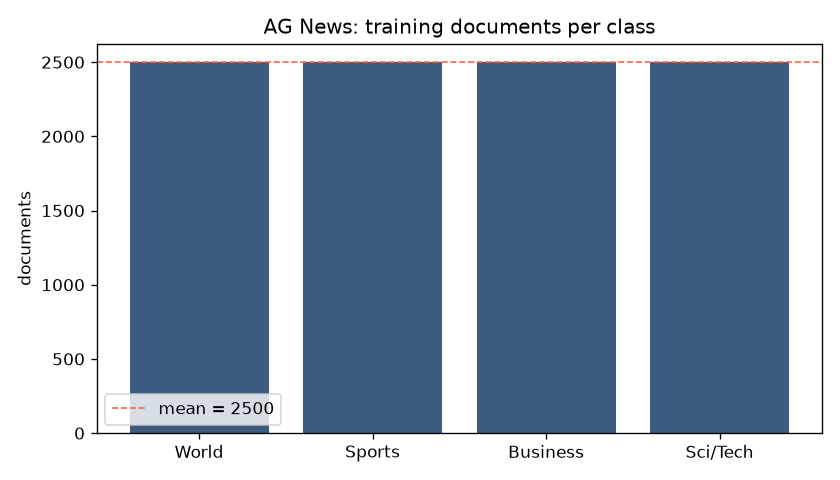 AG News: training documents per class
2500
2000
1500
1000
500
0
documents
mean = 2500
World
Sports
Business
Sci/Tech